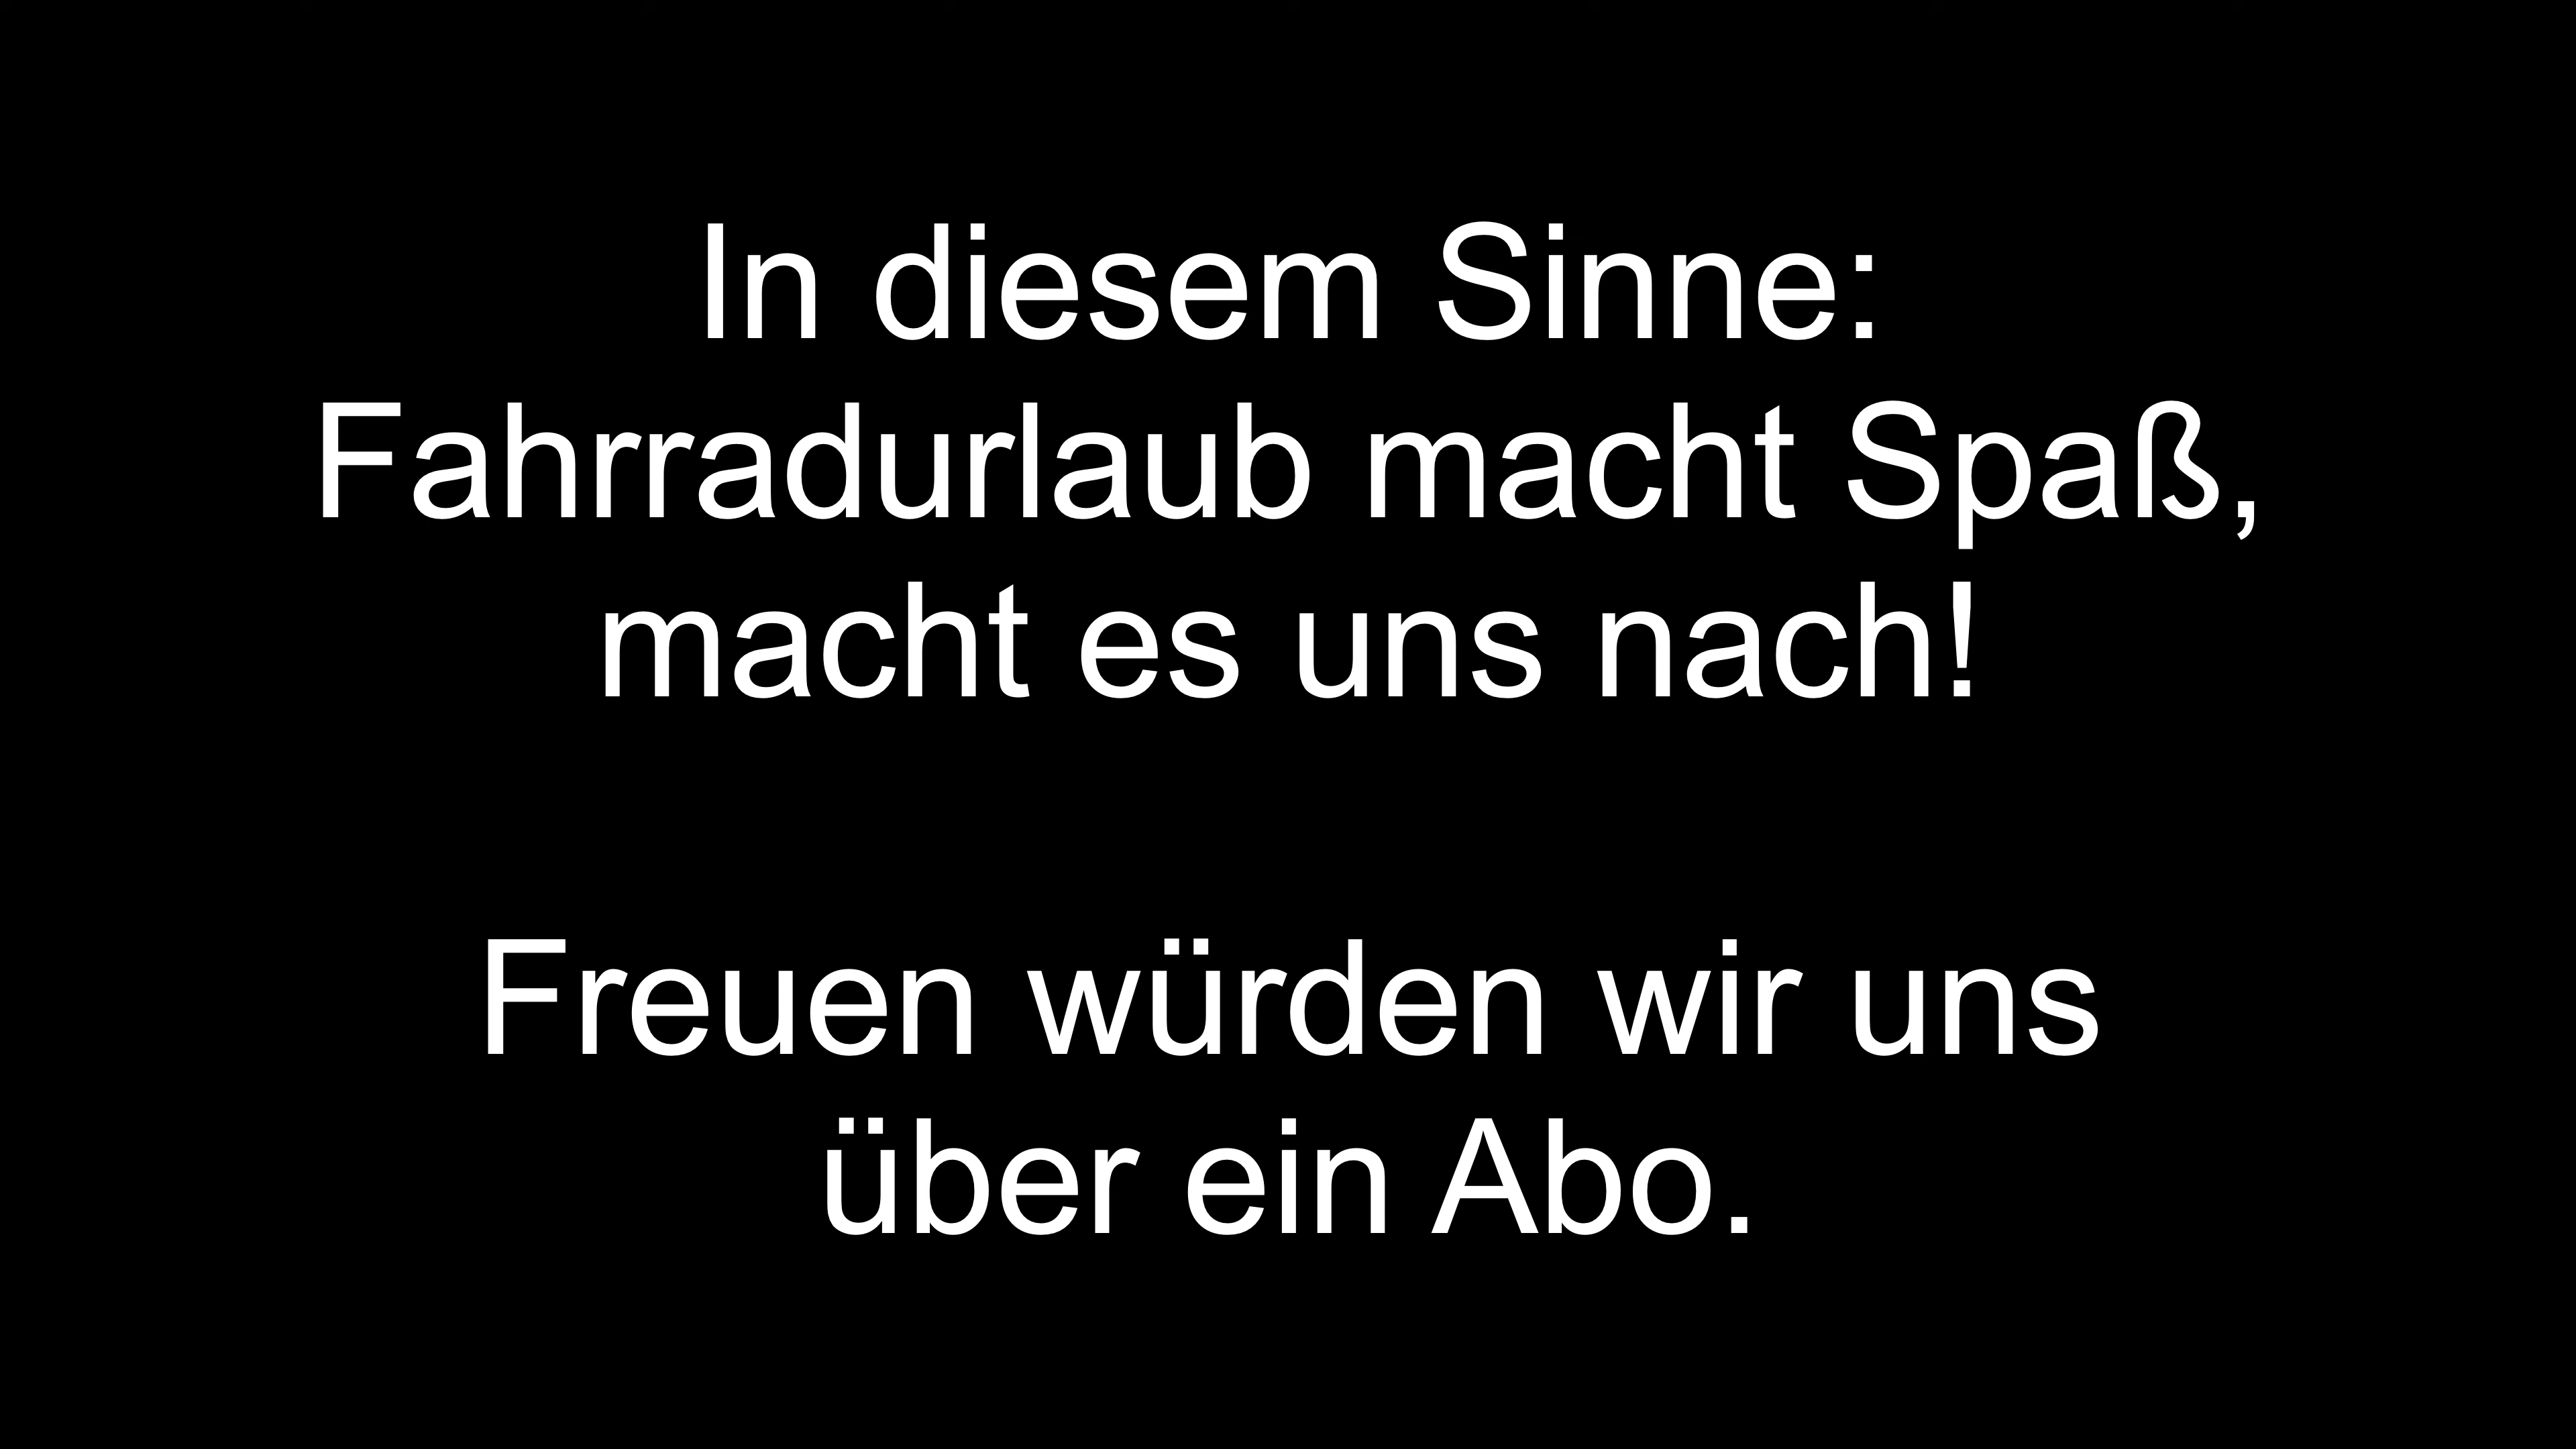 In diesem Sinne:
Fahrradurlaub macht Spaß,
macht es uns nach!
Freuen würden wir uns
über ein Abo.